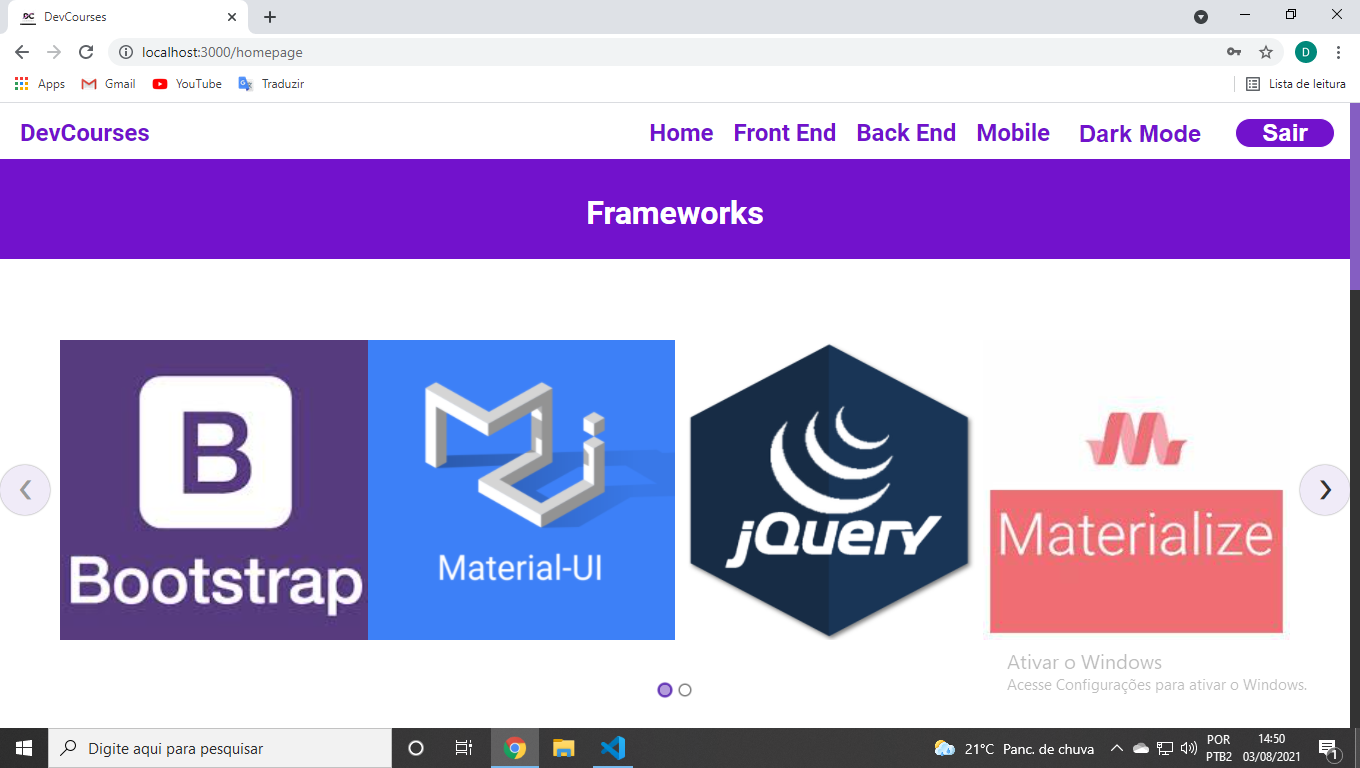 DevCourses
localhost:3000/homepage
D
Apps Gmail YouTube Traduzir Lista de leitura
DevCourses Home Front End Back End Mobile Dark Mode Sair
Frameworks
B
Bootstrap
Material-UI
jQuery
Materialize
Ativar o Windows
Acesse Configurações para ativar o Windows.
Digite aqui para pesquisar
21°C Panc. de chuva
POR
PTB2
14:50
03/08/2021
1